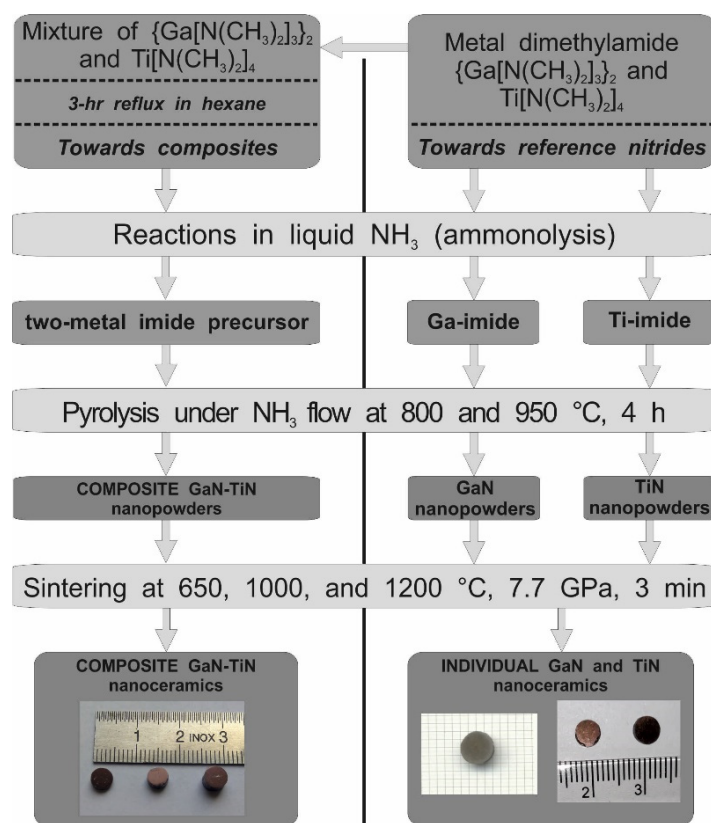 Mixture of {Ga[N(CH₃)₂]₃}₂
and Ti[N(CH₃)₂]₄
3-hr reflux in hexane
Towards composites
Metal dimethylamide
{Ga[N(CH₃)₂]₃}₂ and
Ti[N(CH₃)₂]₄
Towards reference nitrides
Reactions in liquid NH₃ (ammonolysis)
two-metal imide precursor
Ga-imide
Ti-imide
Pyrolysis under NH₃ flow at 800 and 950 °C, 4 h
COMPOSITE GaN-TiN
nanopowders
GaN
nanopowders
TiN
nanopowders
Sintering at 650, 1000, and 1200 °C, 7.7 GPa, 3 min
COMPOSITE GaN-TiN
nanoceramics
1 2 INOX 3
INDIVIDUAL GaN and TiN
nanoceramics
2 3